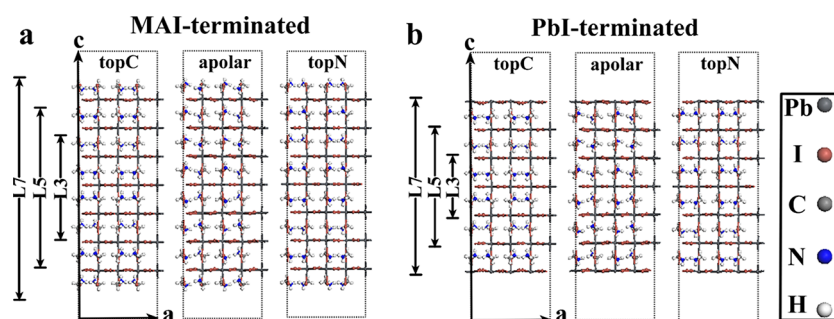 a
MAI-terminated
c
topC
apolar
topN
L7
L5
L3
a
b
PbI-terminated
c
topC
apolar
topN
L7
L5
L3
a
Pb
I
C
N
H